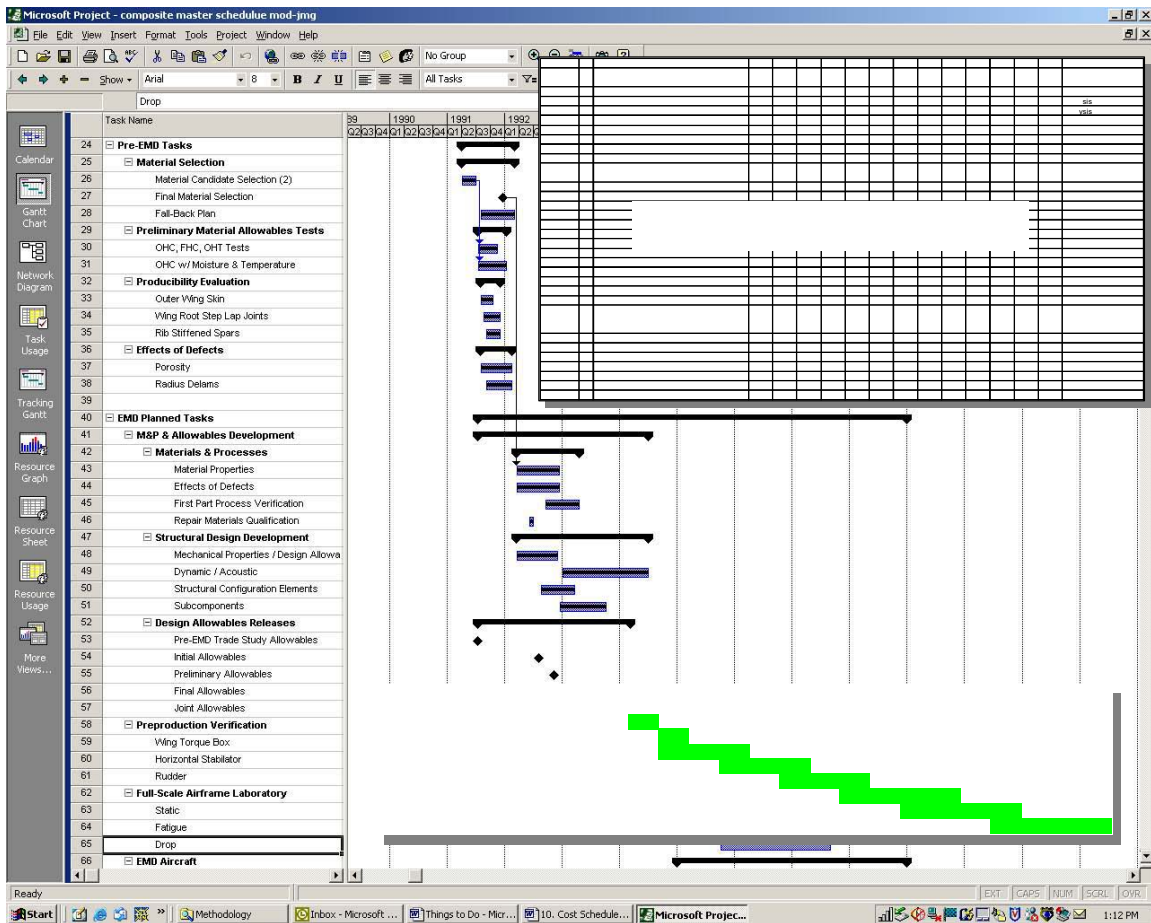 Microsoft Project - composite master schedulue mod-jmg
File Edit View Insert Format Tools Project Window Help
No Group
Show Arial 8 B I U All Tasks
Drop
Task Name
39 1990 1991 1992
Q2 Q3 Q4 Q1 Q2 Q3 Q4 Q1 Q2 Q3 Q4 Q1 Q2
24 Pre-EMD Tasks
25 Material Selection
26 Material Candidate Selection (2)
27 Final Material Selection
28 Fall-Back Plan
29 Preliminary Material Allowables Tests
30 OHC, FHC, OHT Tests
31 OHC w/ Moisture & Temperature
32 Producibility Evaluation
33 Outer Wing Skin
34 Wing Root Step Lap Joints
35 Rib Stiffened Spars
36 Effects of Defects
37 Porosity
38 Radius Delams
39
40 EMD Planned Tasks
41 M&P & Allowables Development
42 Materials & Processes
43 Material Properties
44 Effects of Defects
45 First Part Process Verification
46 Repair Materials Qualification
47 Structural Design Development
48 Mechanical Properties / Design Allowa
49 Dynamic / Acoustic
50 Structural Configuration Elements
51 Subcomponents
52 Design Allowables Releases
53 Pre-EMD Trade Study Allowables
54 Initial Allowables
55 Preliminary Allowables
56 Final Allowables
57 Joint Allowables
58 Preproduction Verification
59 Wing Torque Box
60 Horizontal Stabilator
61 Rudder
62 Full-Scale Airframe Laboratory
63 Static
64 Fatigue
65 Drop
66 EMD Aircraft
Calendar
Gantt
Chart
Network
Diagram
Task
Usage
Tracking
Gantt
Resource
Graph
Resource
Sheet
Resource
Usage
More
Views...
sis
ysis
Ready
EXT CAPS NUM SCRL OVR
Start » Methodology Inbox - Microsoft ... Things to Do - Micr... 10. Cost Schedule... Microsoft Projec... 1:12 PM